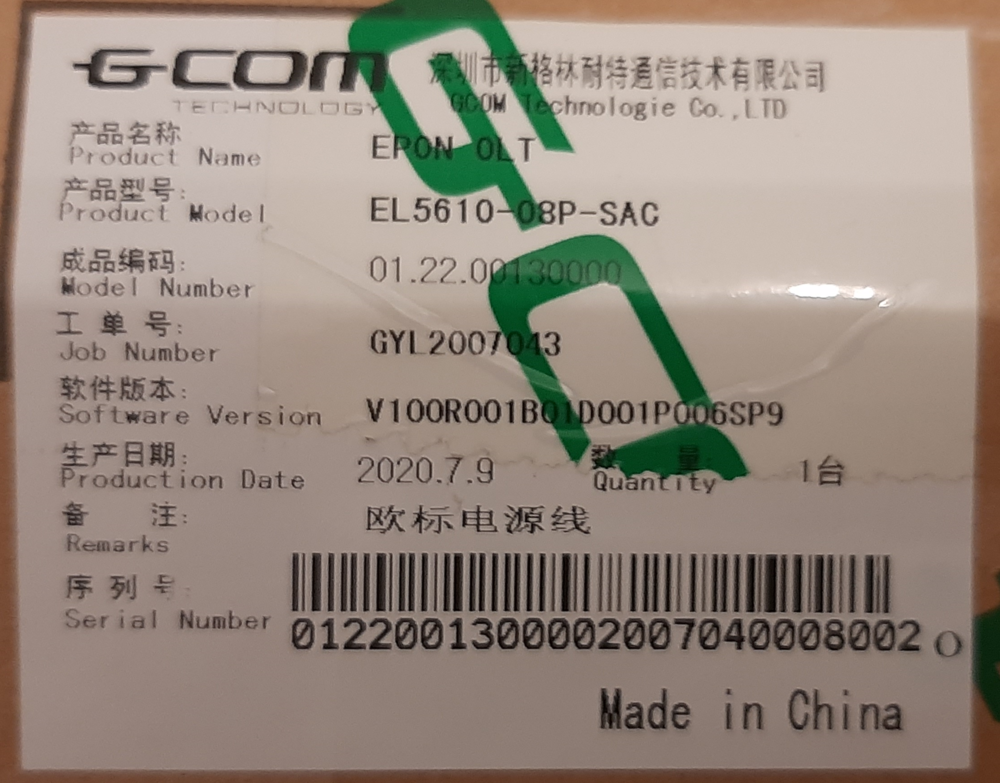 G-COM
TECHNOLOGY
深圳市新格林耐特通信技术有限公司
GCOM Technologie Co.,LTD
产品名称
Product Name
EPON OLT
产品型号:
Product Model
EL5610-08P-SAC
成品编码:
Model Number
01.22.00130000
工 单 号:
Job Number
GYL2007043
软件版本:
Software Version
V100R001B01D001P006SP9
生产日期:
Production Date
2020.7.9
数 量
Quantity
1台
备 注:
Remarks
欧标电源线
序 列 号
Serial Number
0122001300002007040008002
Made in China